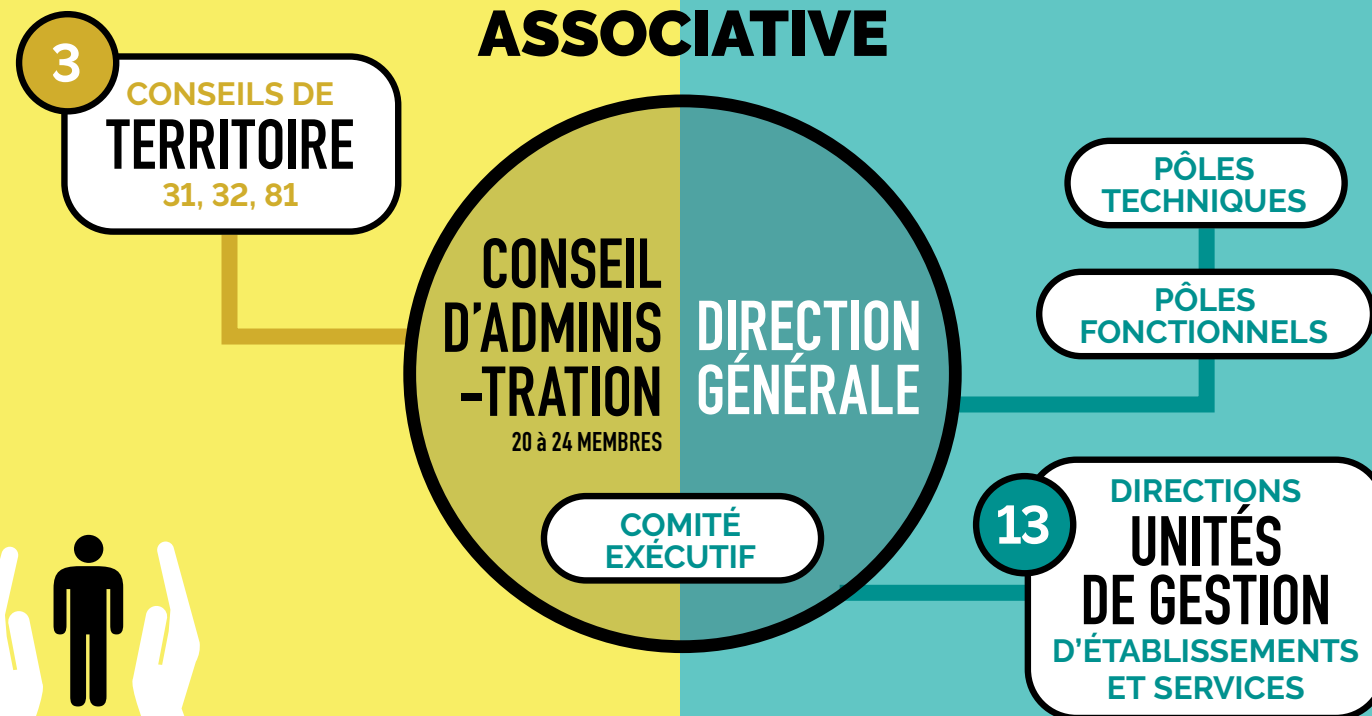 ASSOCIATIVE
3
CONSEILS DE
TERRITOIRE
31, 32, 81
CONSEIL
D'ADMINIS
-TRATION
20 à 24 MEMBRES
DIRECTION
GÉNÉRALE
COMITÉ
EXÉCUTIF
PÔLES
TECHNIQUES
PÔLES
FONCTIONNELS
13
DIRECTIONS
UNITÉS
DE GESTION
D'ÉTABLISSEMENTS
ET SERVICES